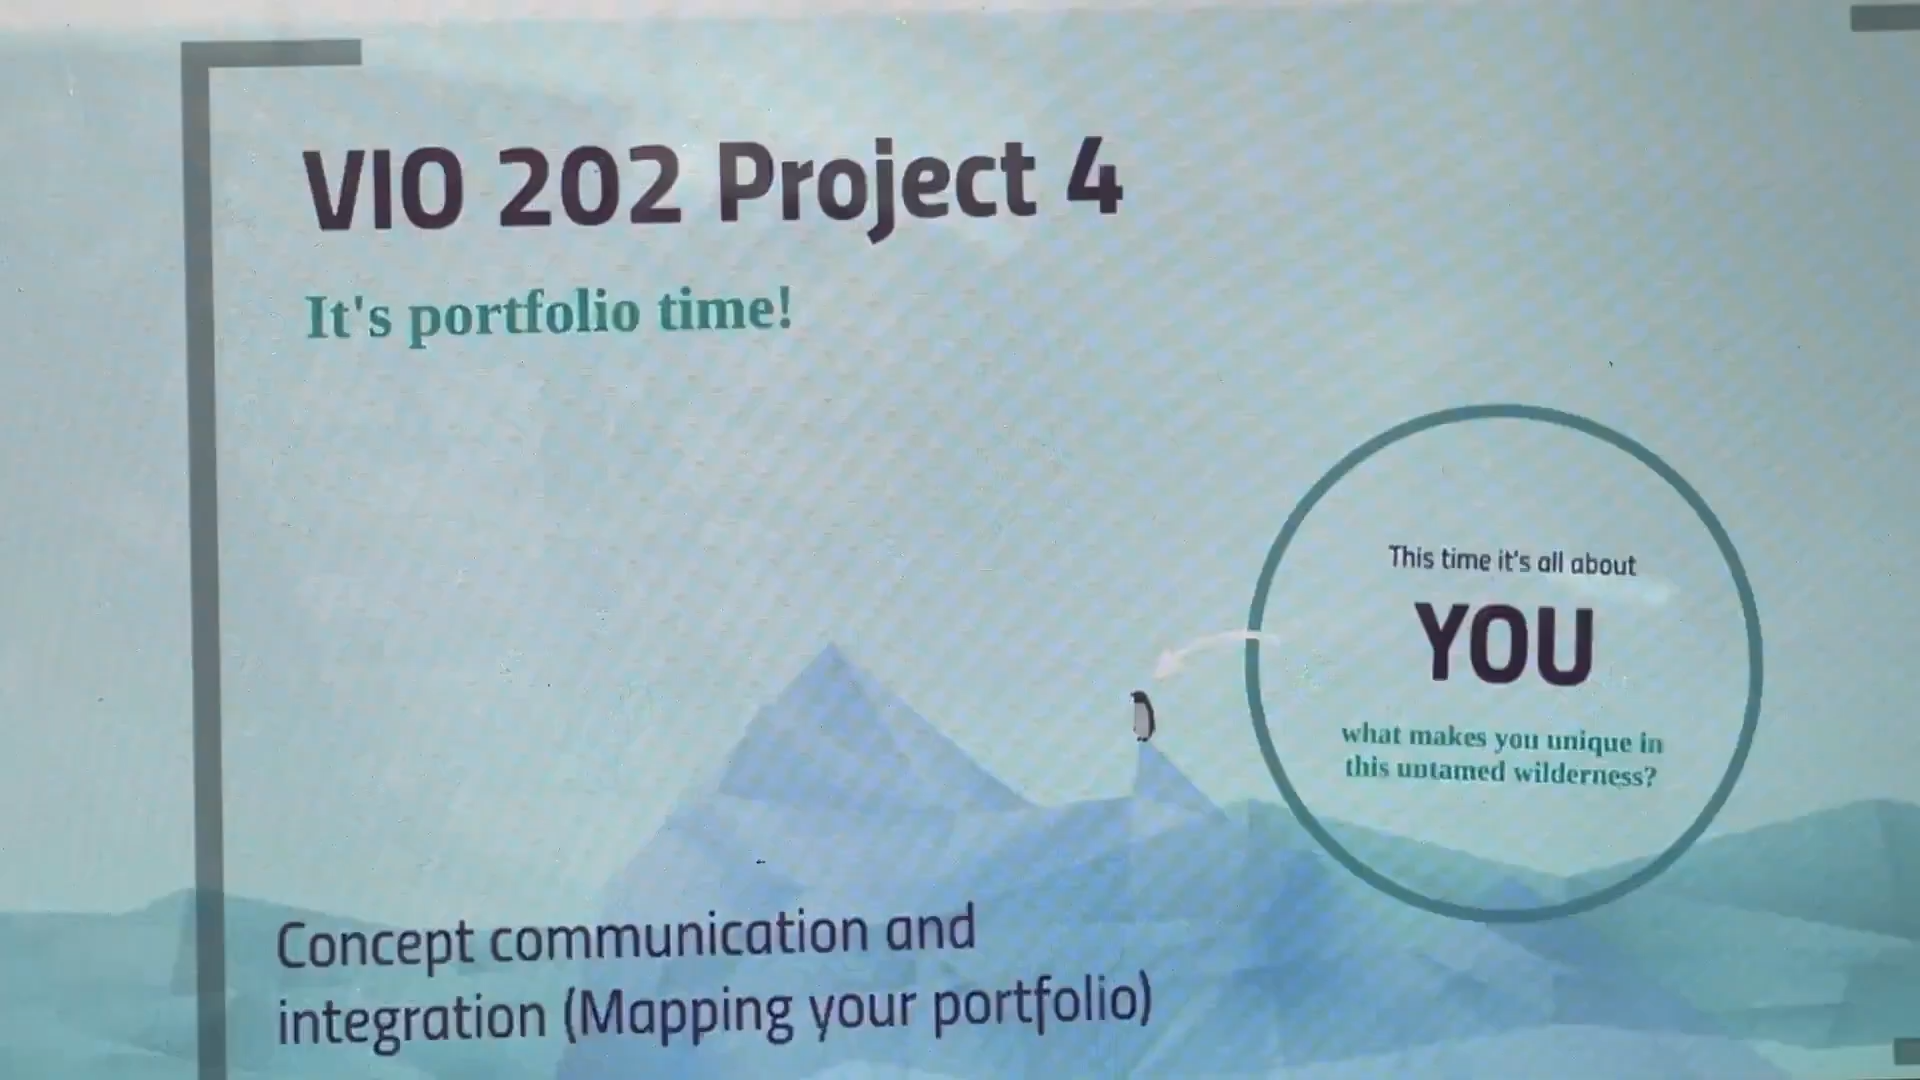 VIO 202 Project 4
It's portfolio time!
This time it's all about
YOU
what makes you unique in
this untamed wilderness?
Concept communication and
integration (Mapping your portfolio)